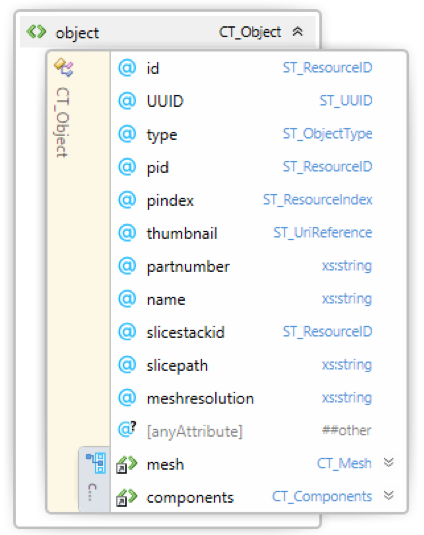 object CT_Object
CT_Object
@ id ST_ResourceID
@ UUID ST_UUID
@ type ST_ObjectType
@ pid ST_ResourceID
@ pindex ST_ResourceIndex
@ thumbnail ST_UriReference
@ partnumber xs:string
@ name xs:string
@ slicestackid ST_ResourceID
@ slicepath xs:string
@ meshresolution xs:string
@? [anyAttribute] ##other
C...
mesh CT_Mesh
components CT_Components